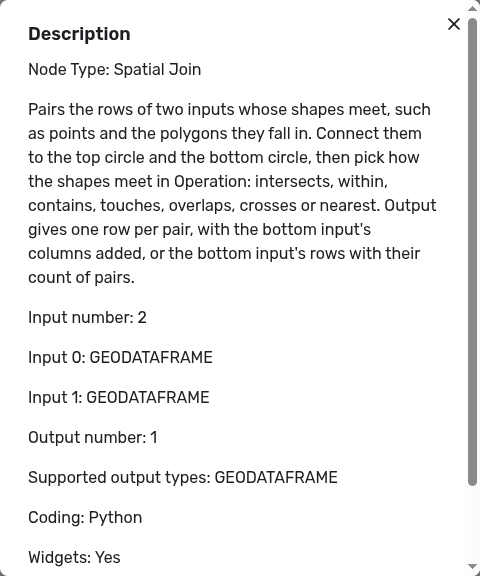 Description
Node Type: Spatial Join
Pairs the rows of two inputs whose shapes meet, such
as points and the polygons they fall in. Connect them
to the top circle and the bottom circle, then pick how
the shapes meet in Operation: intersects, within,
contains, touches, overlaps, crosses or nearest. Output
gives one row per pair, with the bottom input's
columns added, or the bottom input's rows with their
count of pairs.
Input number: 2
Input 0: GEODATAFRAME
Input 1: GEODATAFRAME
Output number: 1
Supported output types: GEODATAFRAME
Coding: Python
Widgets: Yes